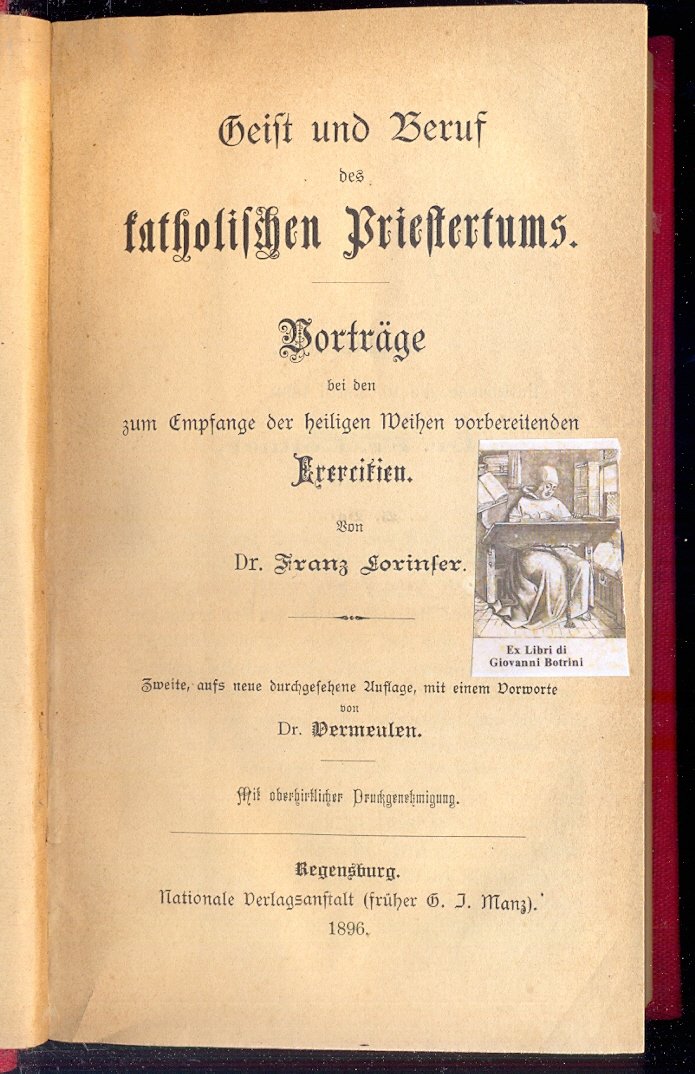 Geist und Beruf
des
katholischen Priestertums.
Vorträge
bei den
zum Empfange der heiligen Weihen vorbereitenden
Exercitien.
Von
Dr. Franz Lorinser.
Ex Libri di
Giovanni Botrini
Zweite, aufs neue durchgesehene Auflage, mit einem Vorworte
von
Dr. Vermeulen.
Mit oberhirtlicher Druckgenehmigung.
Regensburg.
Nationale Verlagsanstalt (früher G. J. Manz).
1896.